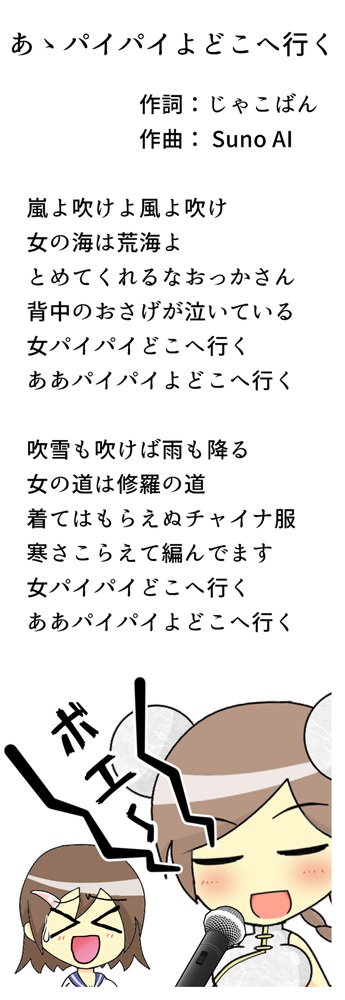 あゝパイパイよどこへ行く
作詞：じゃこばん
作曲： Suno AI
嵐よ吹けよ風よ吹け
女の海は荒海よ
とめてくれるなおっかさん
背中のおさげが泣いている
女パイパイどこへ行く
ああパイパイよどこへ行く
吹雪も吹けば雨も降る
女の道は修羅の道
着てはもらえぬチャイナ服
寒さこらえて編んでます
女パイパイどこへ行く
ああパイパイよどこへ行く
ボエ〜